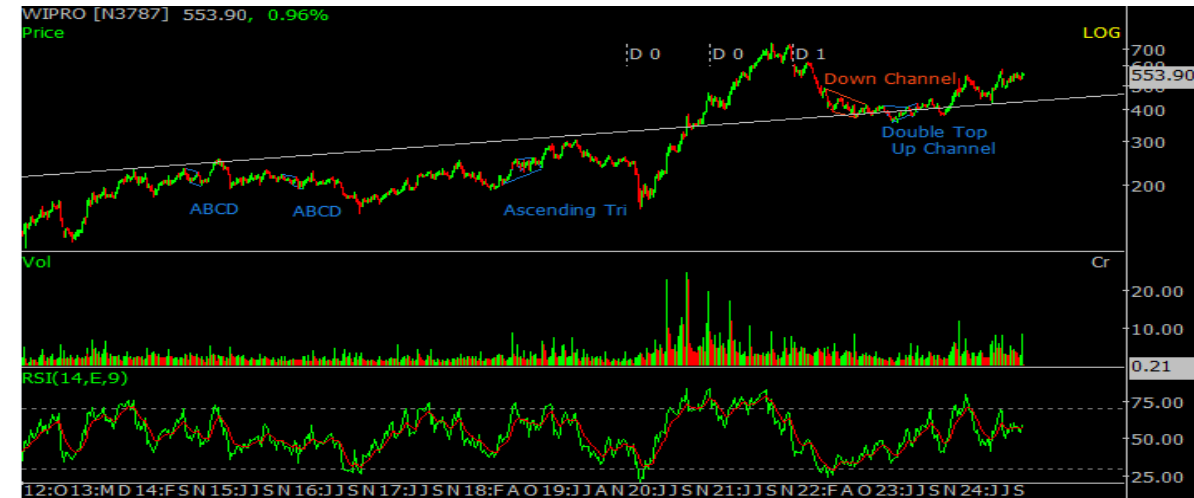 WIPRO [N3787] 553.90, 0.96%
Price
LOG
D 0 D 0 D 1
700
553.90
Down Channel
400
Double Top
300
Up Channel
200
ABCD ABCD Ascending Tri
Vol Cr
20.00
10.00
0.21
RSI(14,E,9)
75.00
50.00
25.00
12:O13:MD14:FSN15:JJSN16:JJSN17:JJSN18:FAO19:JJAN20:JJSN21:JJSN22:FAO23:JJSN24:JJS